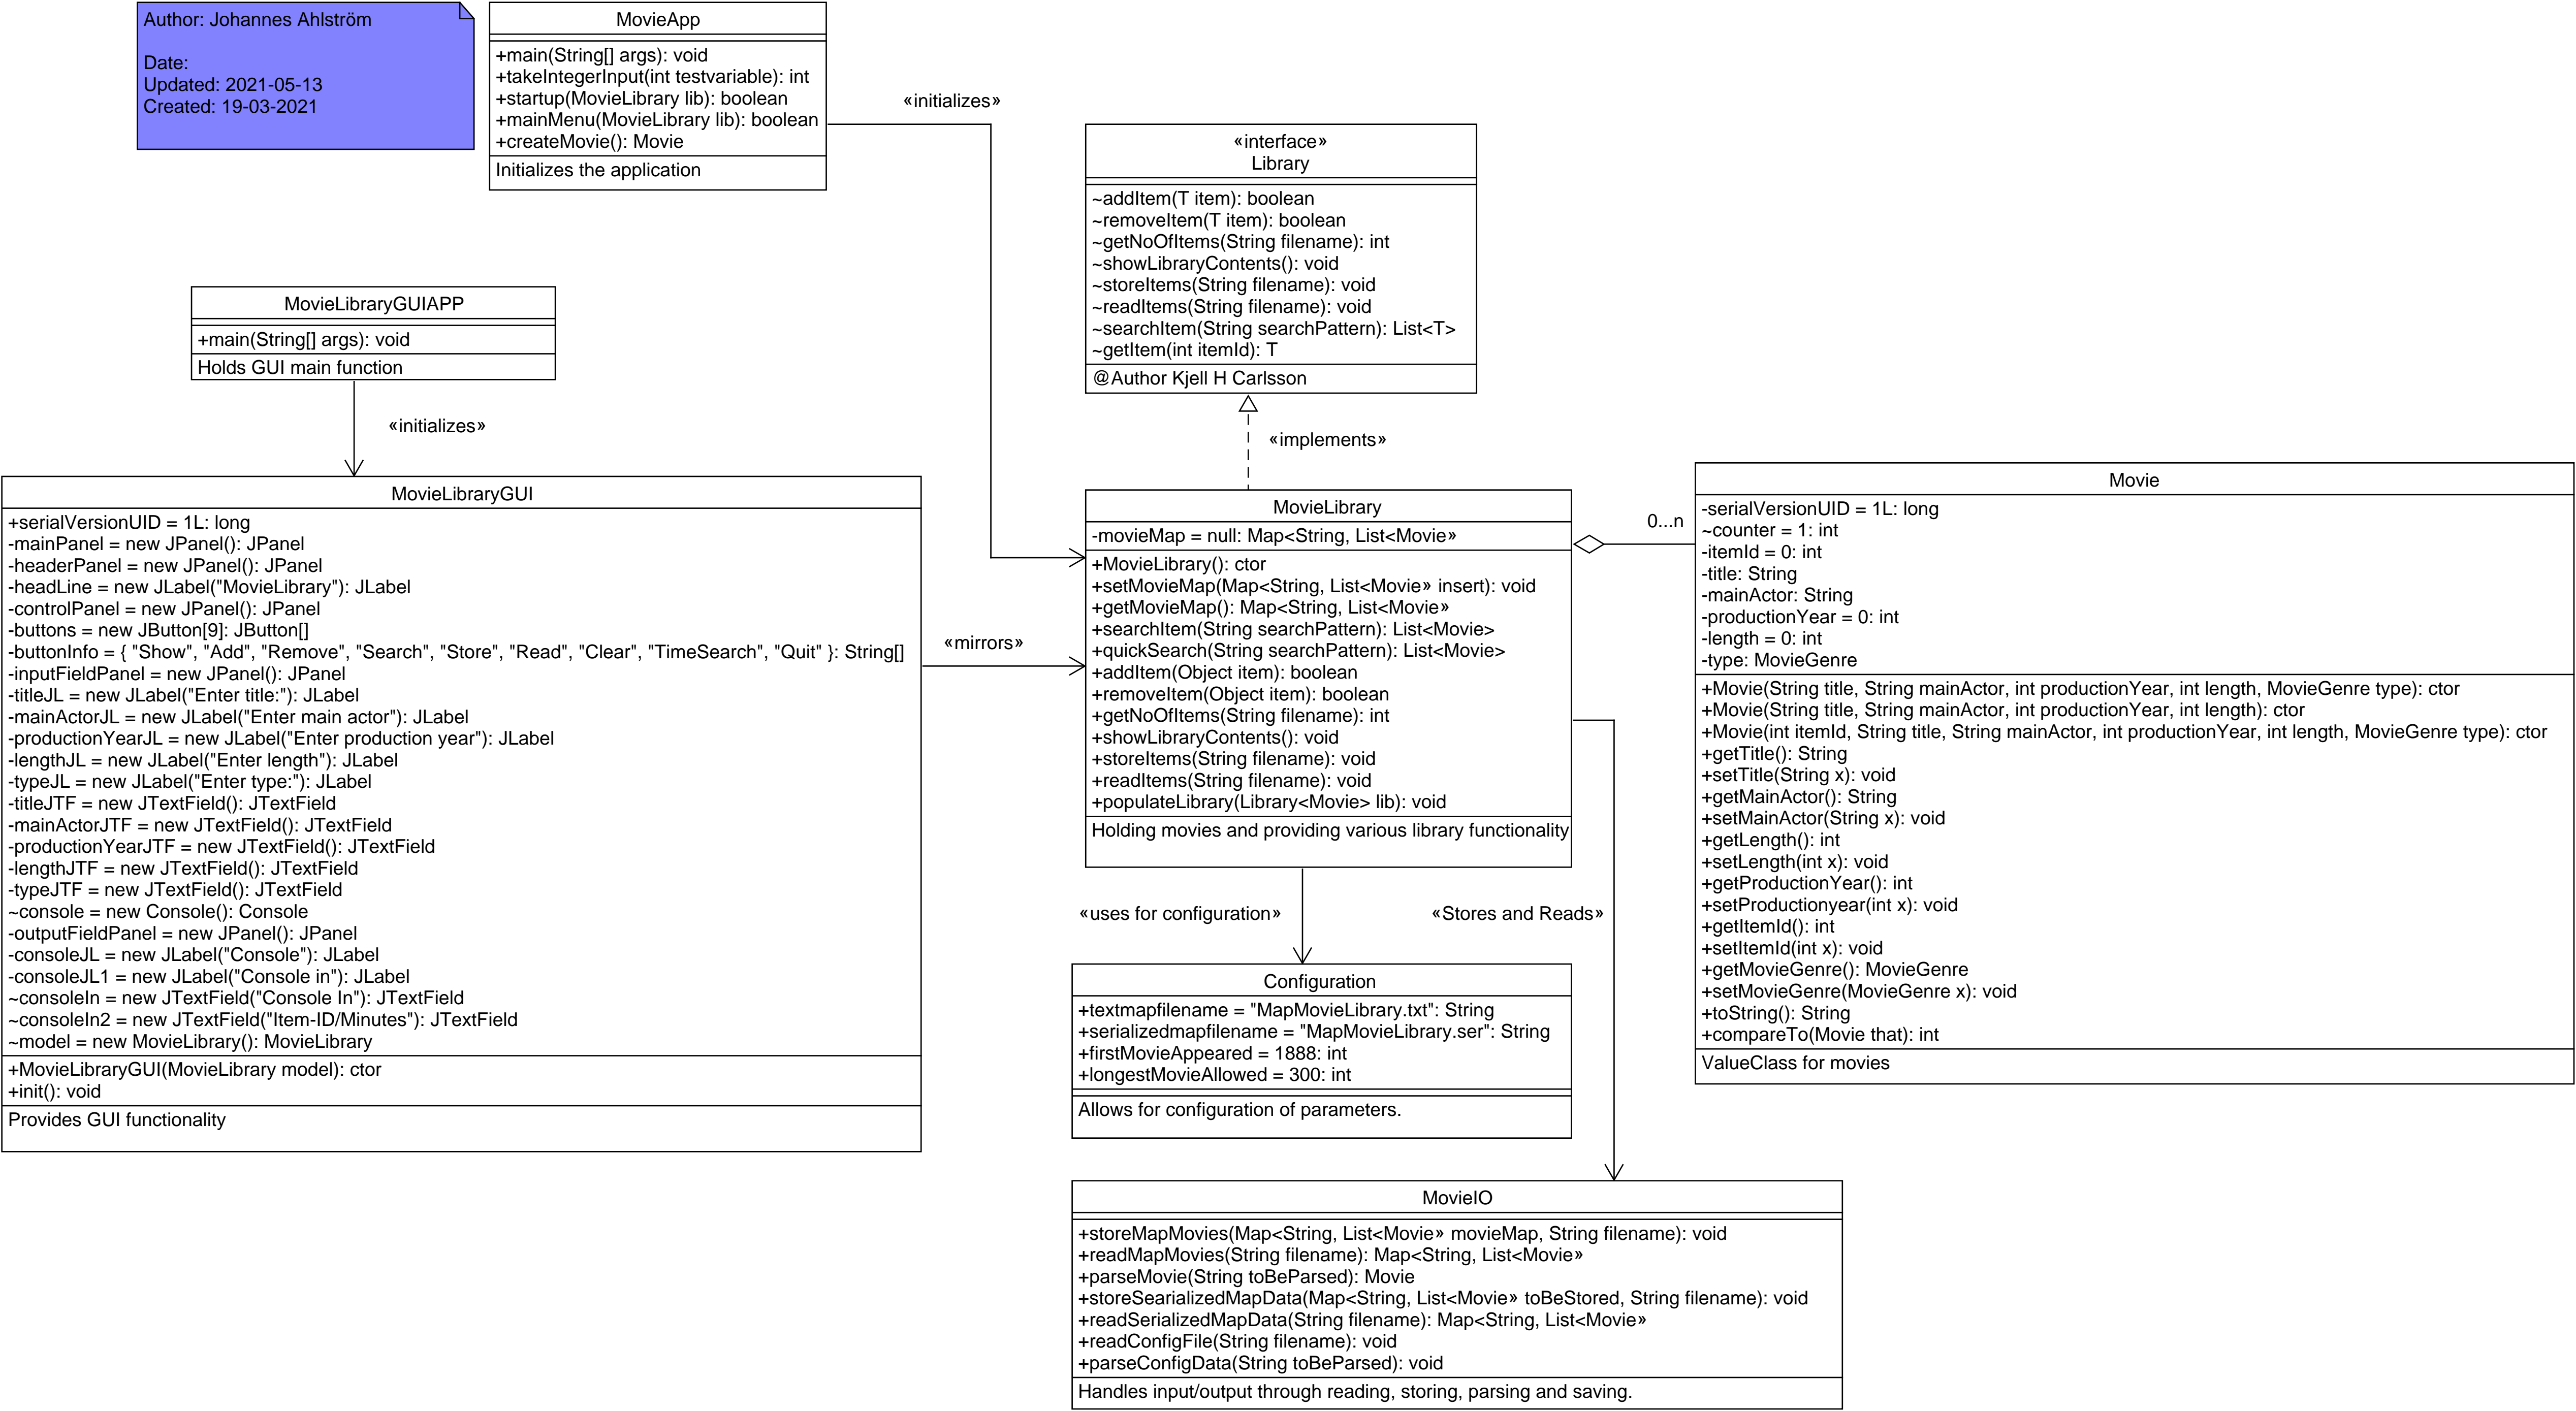 Author: Johannes Ahlström
Date:
Updated: 2021-05-13
Created: 19-03-2021
MovieApp
+main(String[] args): void
+takeIntegerInput(int testvariable): int
+startup(MovieLibrary lib): boolean
+mainMenu(MovieLibrary lib): boolean
+createMovie(): Movie
Initializes the application
«initializes»
«interface»
Library
~addItem(T item): boolean
~removeItem(T item): boolean
~getNoOfItems(String filename): int
~showLibraryContents(): void
~storeItems(String filename): void
~readItems(String filename): void
~searchItem(String searchPattern): List<T>
~getItem(int itemId): T
@Author Kjell H Carlsson
MovieLibraryGUIAPP
+main(String[] args): void
Holds GUI main function
«initializes»
«implements»
MovieLibraryGUI
+serialVersionUID = 1L: long
-mainPanel = new JPanel(): JPanel
-headerPanel = new JPanel(): JPanel
-headLine = new JLabel("MovieLibrary"): JLabel
-controlPanel = new JPanel(): JPanel
-buttons = new JButton[9]: JButton[]
-buttonInfo = { "Show", "Add", "Remove", "Search", "Store", "Read", "Clear", "TimeSearch", "Quit" }: String[]
-inputFieldPanel = new JPanel(): JPanel
-titleJL = new JLabel("Enter title:"): JLabel
-mainActorJL = new JLabel("Enter main actor"): JLabel
-productionYearJL = new JLabel("Enter production year"): JLabel
-lengthJL = new JLabel("Enter length"): JLabel
-typeJL = new JLabel("Enter type:"): JLabel
-titleJTF = new JTextField(): JTextField
-mainActorJTF = new JTextField(): JTextField
-productionYearJTF = new JTextField(): JTextField
-lengthJTF = new JTextField(): JTextField
-typeJTF = new JTextField(): JTextField
~console = new Console(): Console
-outputFieldPanel = new JPanel(): JPanel
-consoleJL = new JLabel("Console"): JLabel
-consoleJL1 = new JLabel("Console in"): JLabel
~consoleIn = new JTextField("Console In"): JTextField
~consoleIn2 = new JTextField("Item-ID/Minutes"): JTextField
~model = new MovieLibrary(): MovieLibrary
+MovieLibraryGUI(MovieLibrary model): ctor
+init(): void
Provides GUI functionality
«mirrors»
MovieLibrary
-movieMap = null: Map<String, List<Movie»
+MovieLibrary(): ctor
+setMovieMap(Map<String, List<Movie» insert): void
+getMovieMap(): Map<String, List<Movie»
+searchItem(String searchPattern): List<Movie>
+quickSearch(String searchPattern): List<Movie>
+addItem(Object item): boolean
+removeItem(Object item): boolean
+getNoOfItems(String filename): int
+showLibraryContents(): void
+storeItems(String filename): void
+readItems(String filename): void
+populateLibrary(Library<Movie> lib): void
Holding movies and providing various library functionality
0...n
Movie
-serialVersionUID = 1L: long
~counter = 1: int
-itemId = 0: int
-title: String
-mainActor: String
-productionYear = 0: int
-length = 0: int
-type: MovieGenre
+Movie(String title, String mainActor, int productionYear, int length, MovieGenre type): ctor
+Movie(String title, String mainActor, int productionYear, int length): ctor
+Movie(int itemId, String title, String mainActor, int productionYear, int length, MovieGenre type): ctor
+getTitle(): String
+setTitle(String x): void
+getMainActor(): String
+setMainActor(String x): void
+getLength(): int
+setLength(int x): void
+getProductionYear(): int
+setProductionyear(int x): void
+getItemId(): int
+setItemId(int x): void
+getMovieGenre(): MovieGenre
+setMovieGenre(MovieGenre x): void
+toString(): String
+compareTo(Movie that): int
ValueClass for movies
«uses for configuration»
«Stores and Reads»
Configuration
+textmapfilename = "MapMovieLibrary.txt": String
+serializedmapfilename = "MapMovieLibrary.ser": String
+firstMovieAppeared = 1888: int
+longestMovieAllowed = 300: int
Allows for configuration of parameters.
MovieIO
+storeMapMovies(Map<String, List<Movie» movieMap, String filename): void
+readMapMovies(String filename): Map<String, List<Movie»
+parseMovie(String toBeParsed): Movie
+storeSearializedMapData(Map<String, List<Movie» toBeStored, String filename): void
+readSerializedMapData(String filename): Map<String, List<Movie»
+readConfigFile(String filename): void
+parseConfigData(String toBeParsed): void
Handles input/output through reading, storing, parsing and saving.